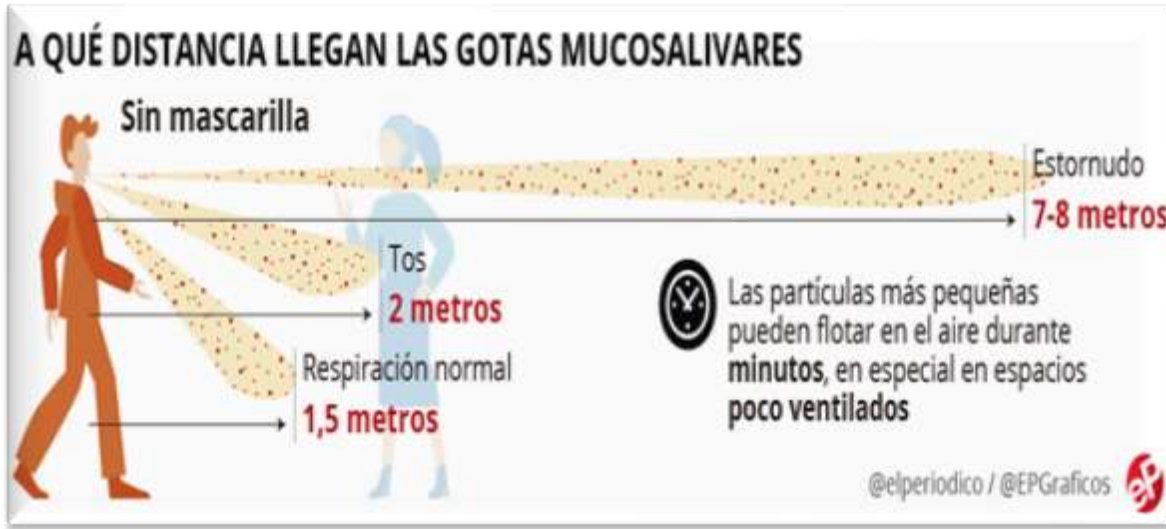 A QUÉ DISTANCIA LLEGAN LAS GOTAS MUCOSALIVARES
Sin mascarilla
Estornudo
7-8 metros
Tos
2 metros
Respiración normal
1,5 metros
Las partículas más pequeñas
pueden flotar en el aire durante
minutos, en especial en espacios
poco ventilados
@elperiodico / @EPGraficos
eP